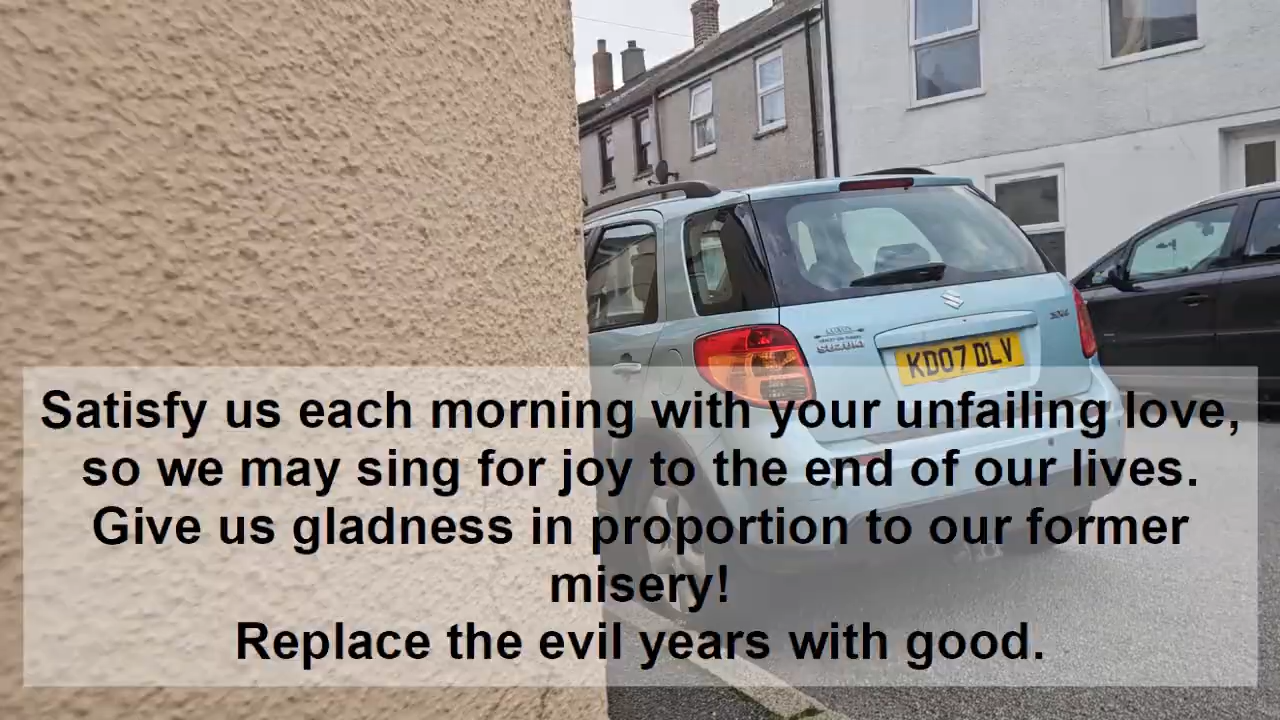 SUZUKI
SX4
KD07 DLV
Satisfy us each morning with your unfailing love,
so we may sing for joy to the end of our lives.
Give us gladness in proportion to our former
misery!
Replace the evil years with good.